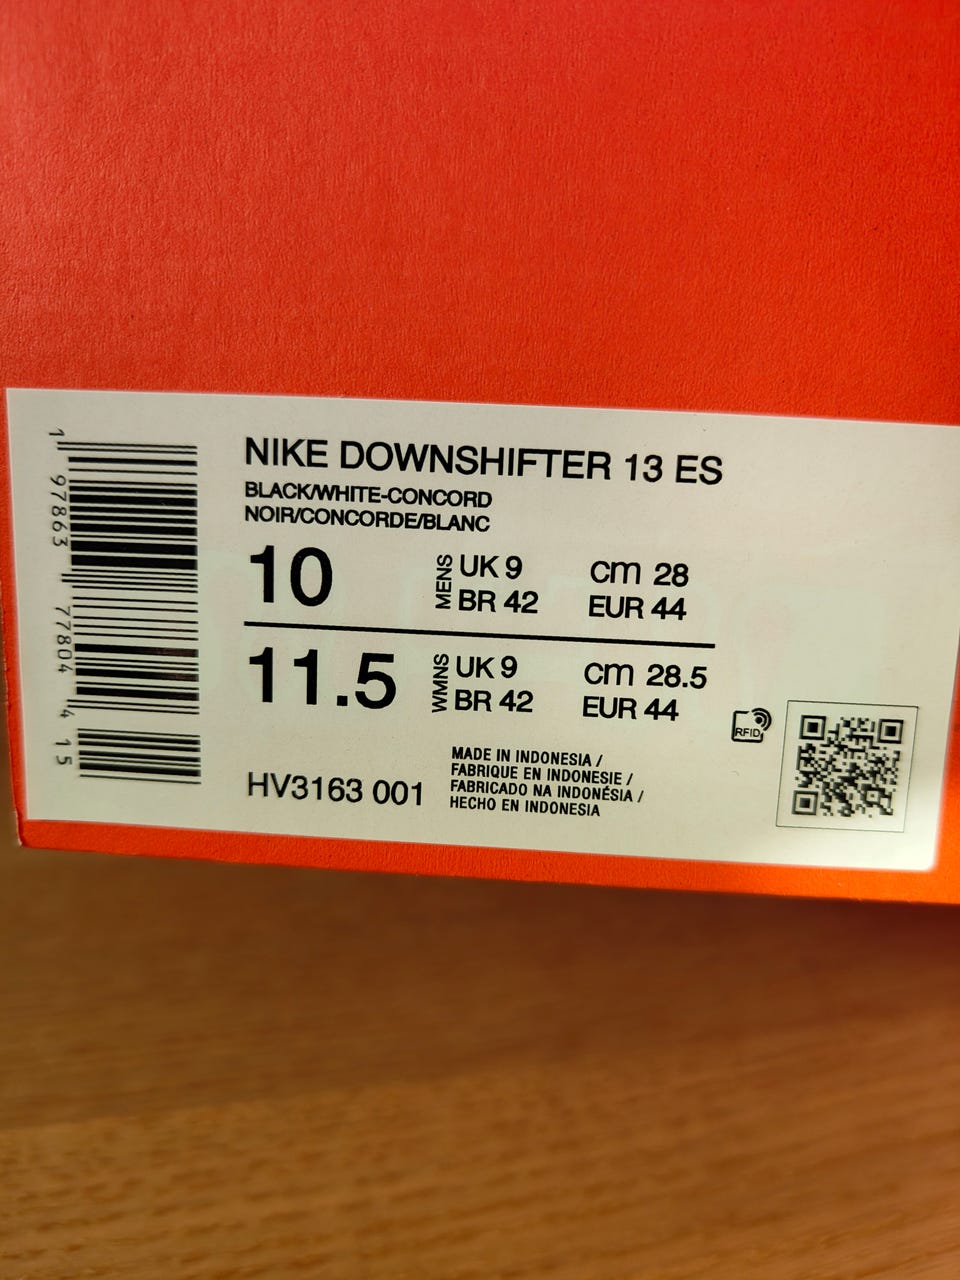 NIKE DOWNSHIFTER 13 ES
BLACK/WHITE-CONCORD
NOIR/CONCORDE/BLANC
10 MENS UK 9 cm 28
BR 42 EUR 44
11.5 WMNS UK 9 cm 28.5
BR 42 EUR 44
HV3163 001
MADE IN INDONESIA /
FABRIQUE EN INDONESIE /
FABRICADO NA INDONÉSIA /
HECHO EN INDONESIA
RFID
1 97863 77804 4 15